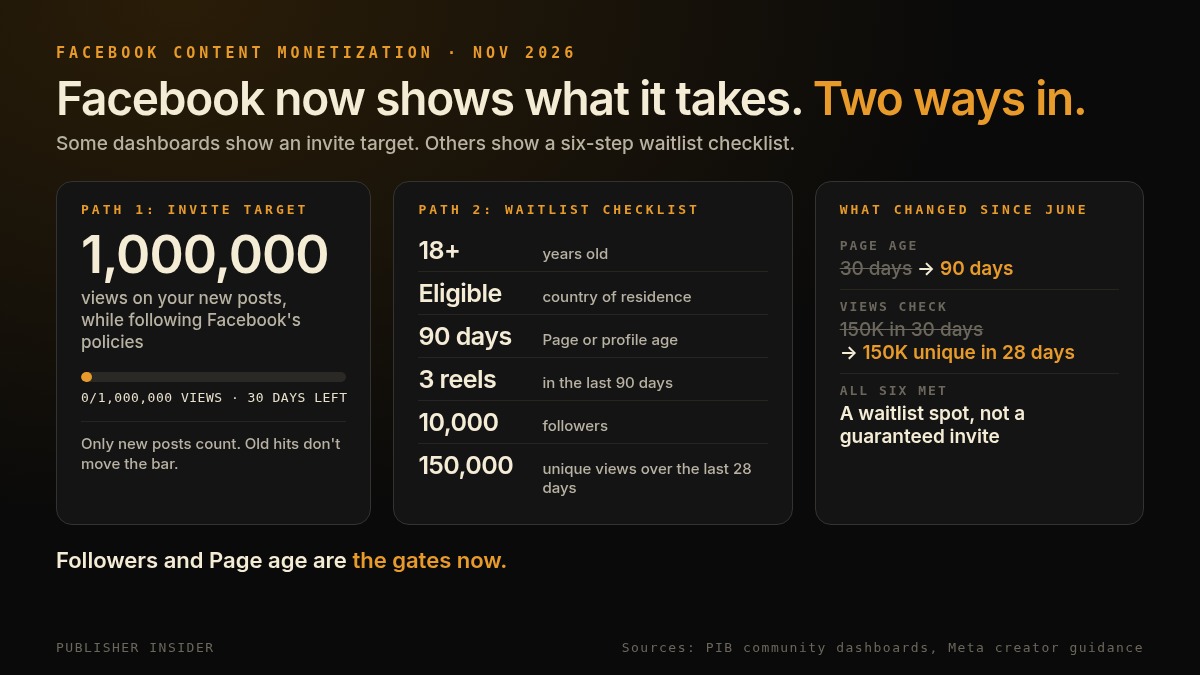 FACEBOOK CONTENT MONETIZATION · NOV 2026
Facebook now shows what it takes. Two ways in.
Some dashboards show an invite target. Others show a six-step waitlist checklist.
PATH 1: INVITE TARGET
1,000,000
views on your new posts,
while following Facebook's
policies
0/1,000,000 VIEWS · 30 DAYS LEFT
Only new posts count. Old hits don't
move the bar.
PATH 2: WAITLIST CHECKLIST
18+ years old
Eligible country of residence
90 days Page or profile age
3 reels in the last 90 days
10,000 followers
150,000 unique views over the last 28
days
WHAT CHANGED SINCE JUNE
PAGE AGE
30 days → 90 days
VIEWS CHECK
150K in 30 days
→ 150K unique in 28 days
ALL SIX MET
A waitlist spot, not a
guaranteed invite
Followers and Page age are the gates now.
PUBLISHER INSIDER
Sources: PIB community dashboards, Meta creator guidance